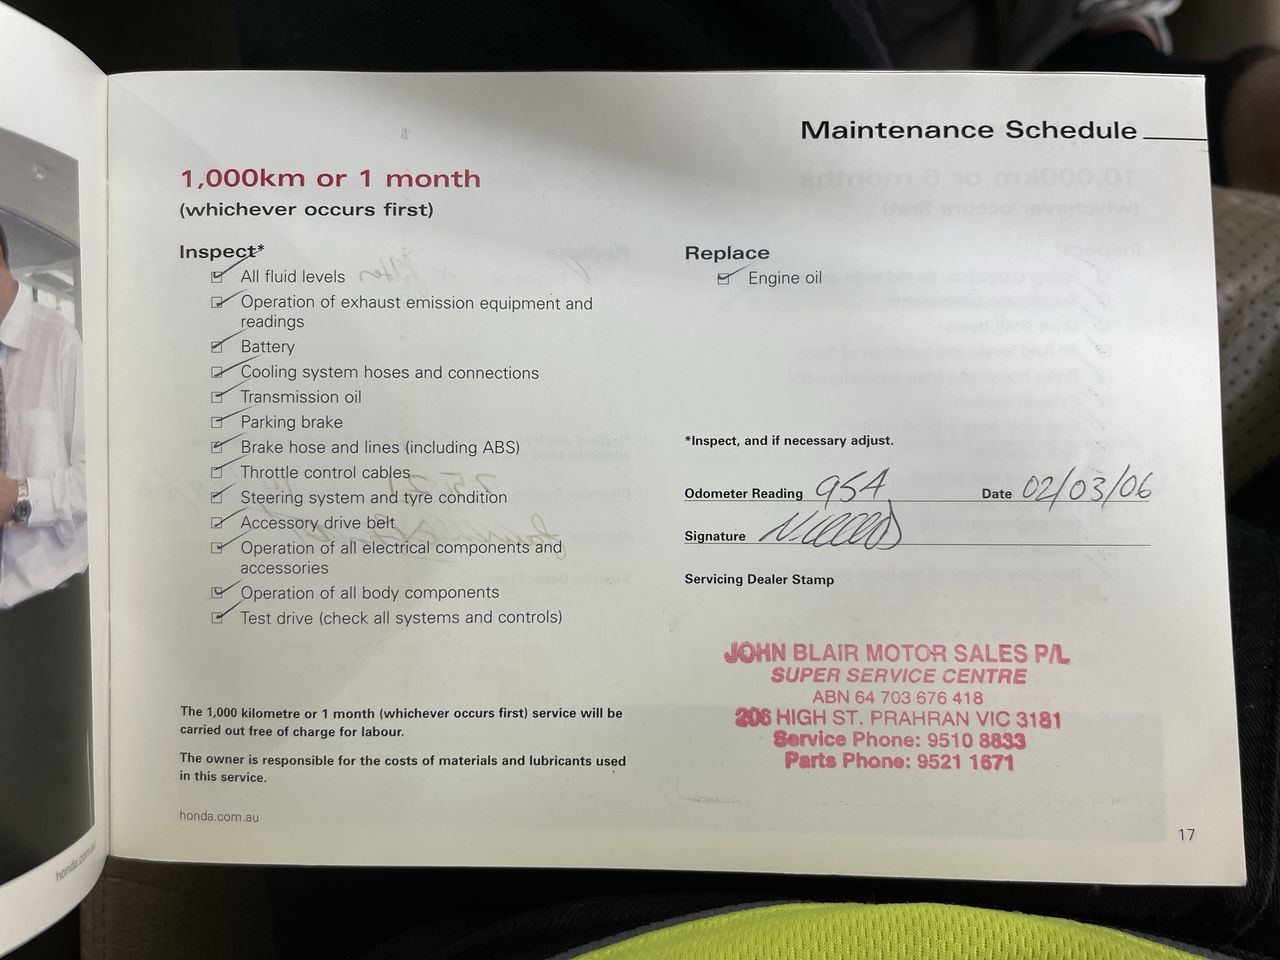 Maintenance Schedule
1,000km or 1 month
(whichever occurs first)
Inspect*
All fluid levels
Operation of exhaust emission equipment and
readings
Battery
Cooling system hoses and connections
Transmission oil
Parking brake
Brake hose and lines (including ABS)
Throttle control cables
Steering system and tyre condition
Accessory drive belt
Operation of all electrical components and
accessories
Operation of all body components
Test drive (check all systems and controls)
The 1,000 kilometre or 1 month (whichever occurs first) service will be
carried out free of charge for labour.
The owner is responsible for the costs of materials and lubricants used
in this service.
honda.com.au
Replace
Engine oil
*Inspect, and if necessary adjust.
Odometer Reading 954 Date 02/03/06
Signature
Servicing Dealer Stamp
JOHN BLAIR MOTOR SALES P/L
SUPER SERVICE CENTRE
ABN 64 703 676 418
206 HIGH ST. PRAHRAN VIC 3181
Service Phone: 9510 8833
Parts Phone: 9521 1671
17
honda.com.au